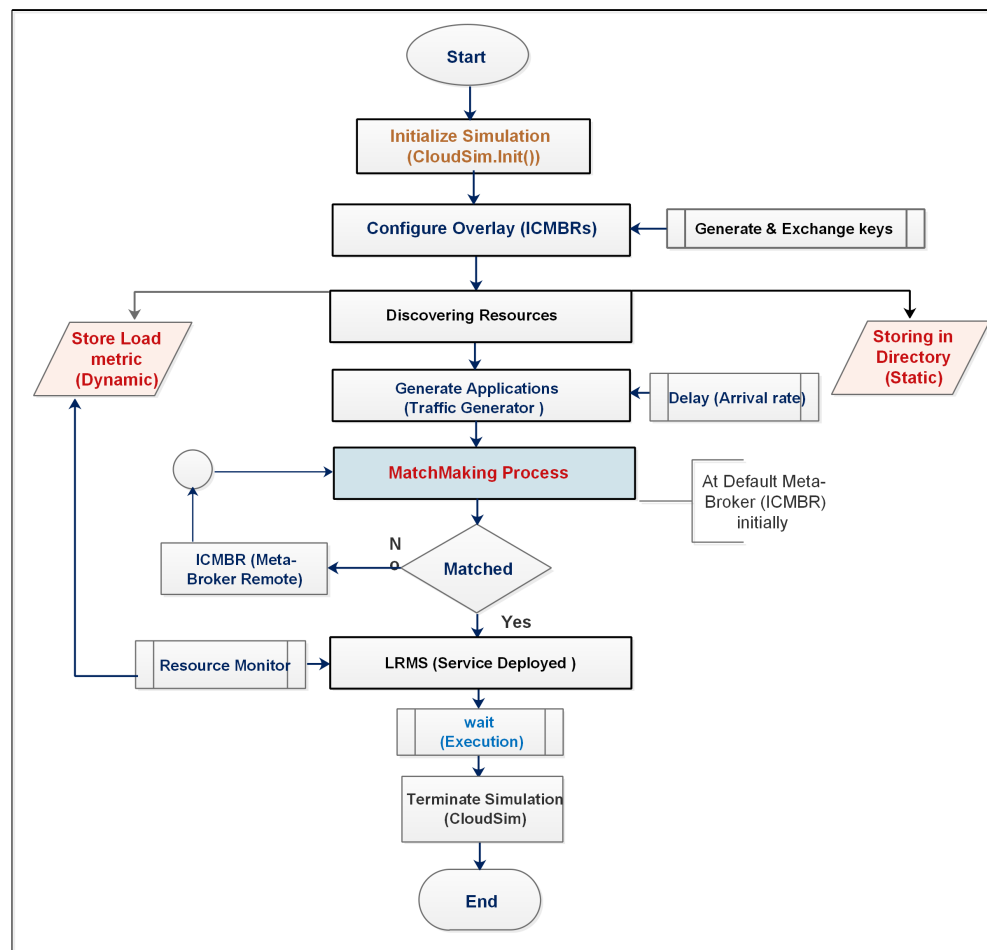 Start
Initialize Simulation
(CloudSim.Init())
Configure Overlay (ICMBRs)
Generate & Exchange keys
Discovering Resources
Store Load
metric
(Dynamic)
Storing in
Directory
(Static)
Generate Applications
(Traffic Generator )
Delay (Arrival rate)
MatchMaking Process
At Default Meta-
Broker (ICMBR)
initially
N
o
ICMBR (Meta-
Broker Remote)
Matched
Yes
Resource Monitor
LRMS (Service Deployed )
wait
(Execution)
Terminate Simulation
(CloudSim)
End